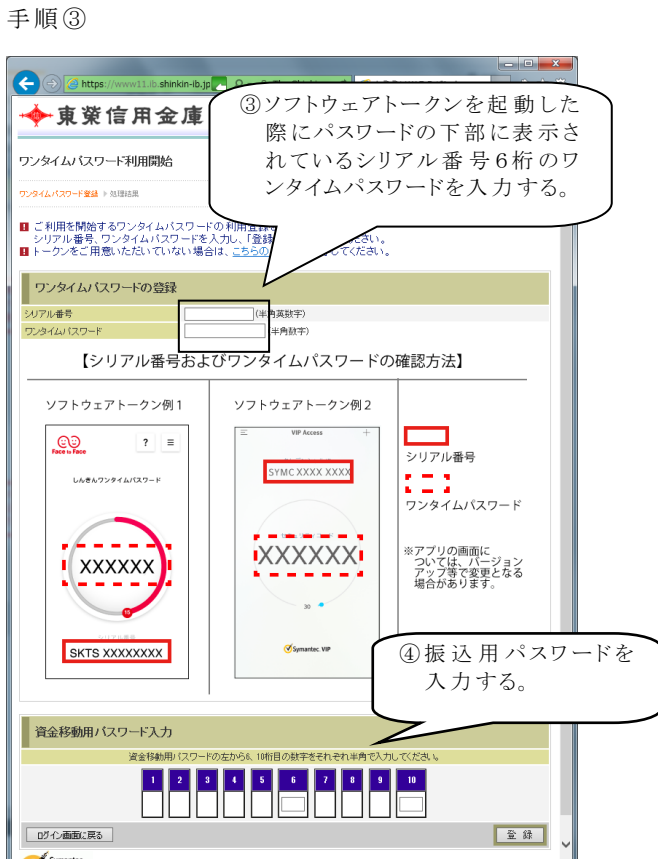 手順③
https://www11.ib.shinkin-ib.jp
東榮信用金庫
③ソフトウェアトークンを起動した
際にパスワードの下部に表示さ
れているシリアル番号6桁のワ
ンタイムパスワードを入力する。
ワンタイムパスワード利用開始
ワンタイムパスワード登録 ▶ 処理結果
ご利用を開始するワンタイムパスワードの利用登録
シリアル番号、ワンタイムパスワードを入力し、「登録 ださい。
トークンをご用意いただいていない場合は、こちらの してください。
ワンタイムパスワードの登録
シリアル番号 (半角英数字)
ワンタイムパスワード (半角数字)
【シリアル番号およびワンタイムパスワードの確認方法】
ソフトウェアトークン例1
ソフトウェアトークン例2
Face to Face
? ≡
しんきんワンタイムパスワード
XXXXXX
10
シリアル番号
SKTS XXXXXXXX
VIP Access +
SYMC XXXX XXXX
XXXXXX
30
Symantec. VIP
シリアル番号
ワンタイムパスワード
※アプリの画面に
ついては、バージョン
アップ等で変更となる
場合があります。
④振込用パスワードを
入力する。
資金移動用パスワード入力
資金移動用パスワードの左から6、10桁目の数字をそれぞれ半角で入力してください。
1 2 3 4 5 6 7 8 9 10
ログイン画面に戻る
登 録
Symantec